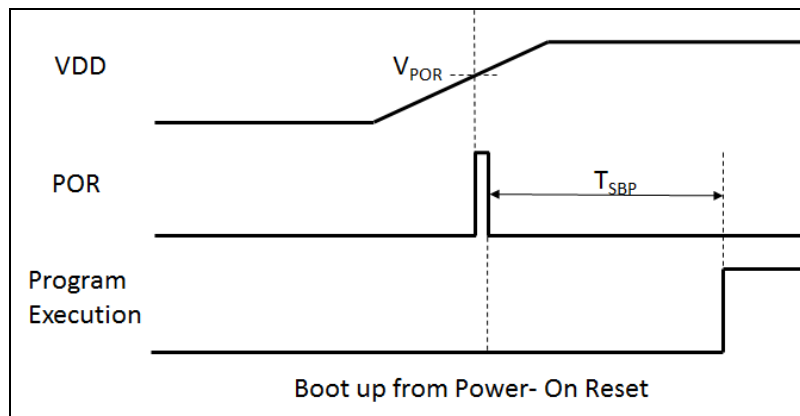 VDD
VPOR
POR
TSBP
Program
Execution
Boot up from Power- On Reset